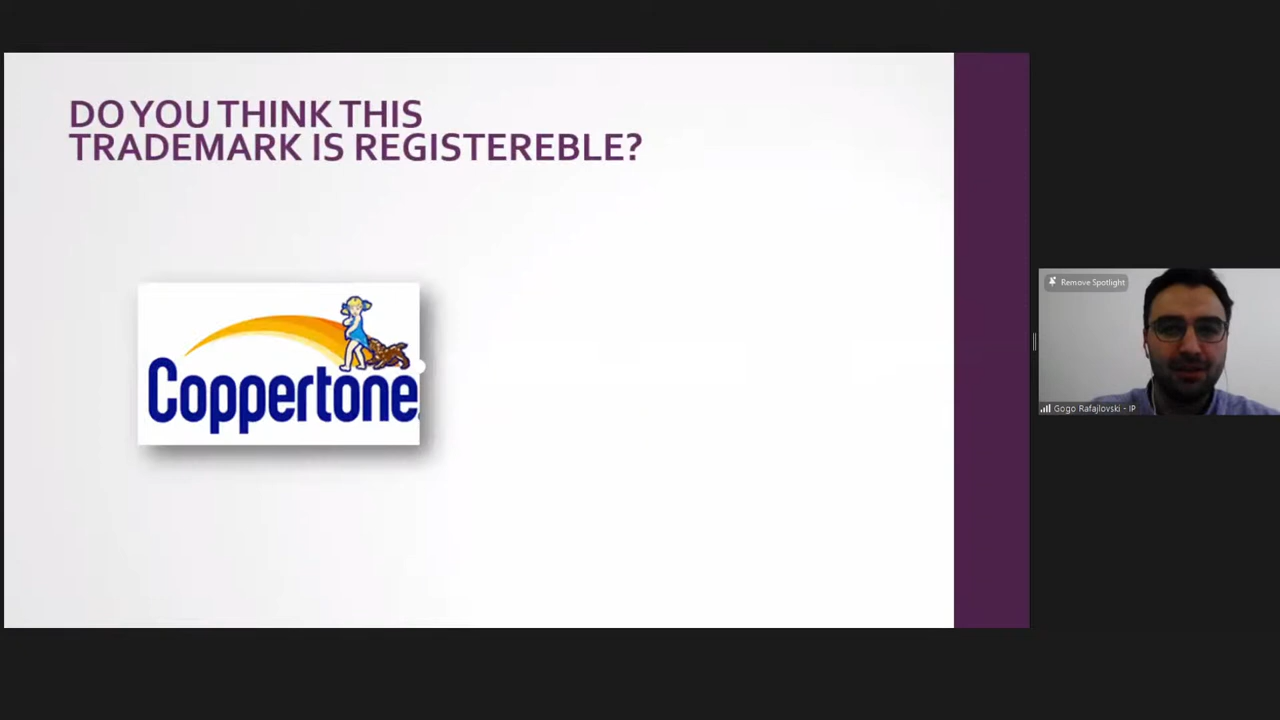 DO YOU THINK THIS
TRADEMARK IS REGISTEREBLE?
Coppertone
Remove Spotlight
Gogo Rafajlovski - IP